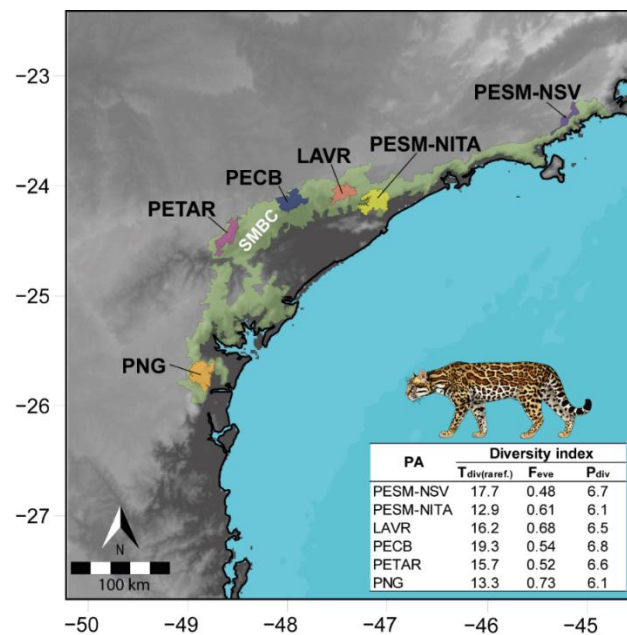 −23
−24
−25
−26
−27
PESM-NSV
PESM-NITA
LAVR
PECB
PETAR
SMBC
PNG
N
100 km
PA Diversity index
Tdiv(raref.) Feve Pdiv
PESM-NSV 17.7 0.48 6.7
PESM-NITA 12.9 0.61 6.1
LAVR 16.2 0.68 6.5
PECB 19.3 0.54 6.8
PETAR 15.7 0.52 6.6
PNG 13.3 0.73 6.1
−50 −49 −48 −47 −46 −45